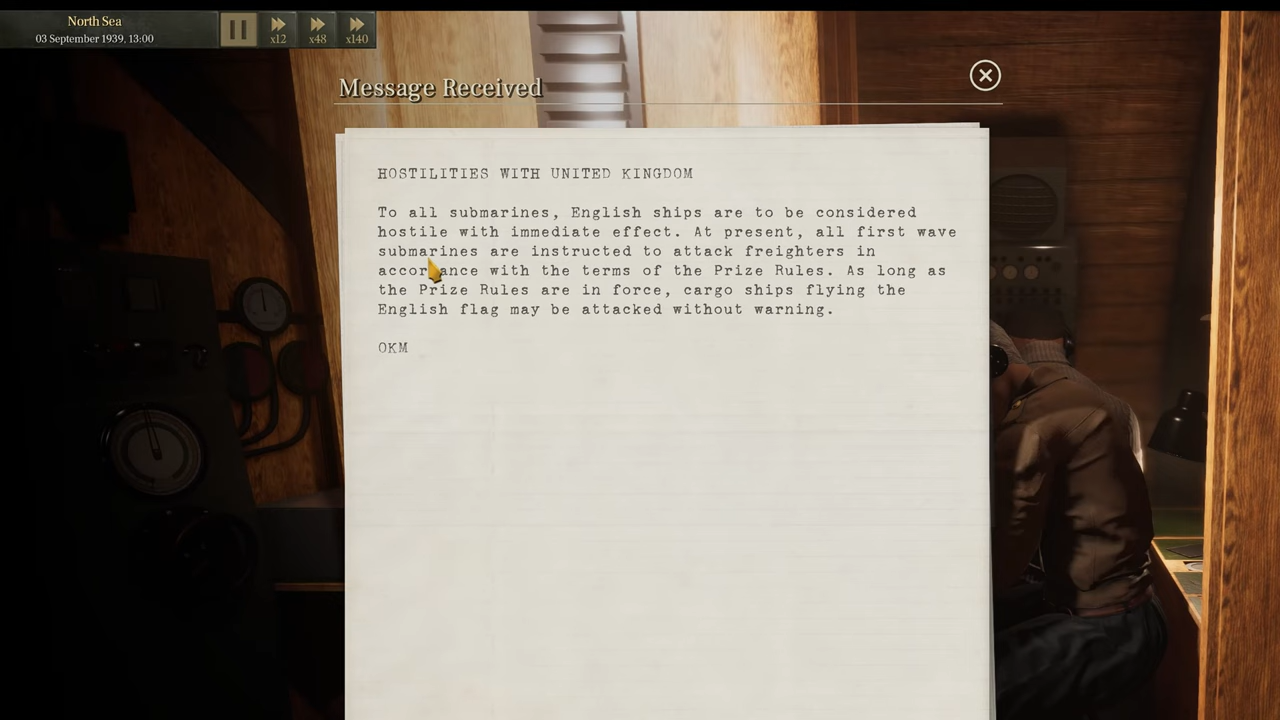 North Sea
03 September 1939, 13:00
x12
x48
x140
Message Received
HOSTILITIES WITH UNITED KINGDOM
To all submarines, English ships are to be considered
hostile with immediate effect. At present, all first wave
submarines are instructed to attack freighters in
accordance with the terms of the Prize Rules. As long as
the Prize Rules are in force, cargo ships flying the
English flag may be attacked without warning.
OKM